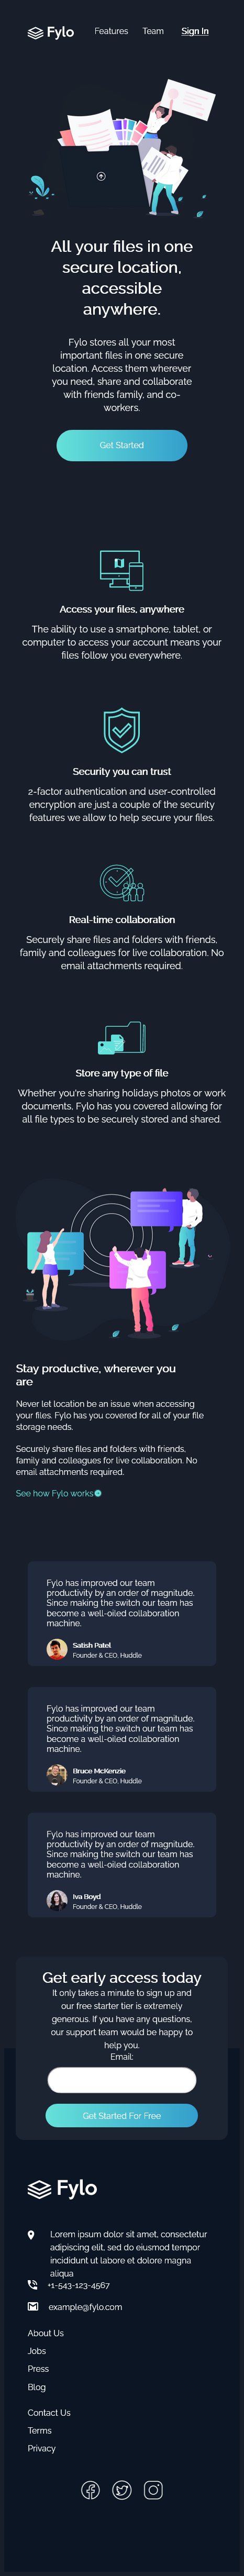 Fylo
Features
Team
Sign In
All your files in one
secure location,
accessible
anywhere.
Fylo stores all your most
important files in one secure
location. Access them wherever
you need, share and collaborate
with friends family, and co-
workers.
Get Started
Access your files, anywhere
The ability to use a smartphone, tablet, or
computer to access your account means your
files follow you everywhere.
Security you can trust
2-factor authentication and user-controlled
encryption are just a couple of the security
features we allow to help secure your files.
Real-time collaboration
Securely share files and folders with friends,
family and colleagues for live collaboration. No
email attachments required.
Store any type of file
Whether you're sharing holidays photos or work
documents, Fylo has you covered allowing for
all file types to be securely stored and shared.
Stay productive, wherever you
are
Never let location be an issue when accessing
your files. Fylo has you covered for all of your file
storage needs.
Securely share files and folders with friends,
family and colleagues for live collaboration. No
email attachments required.
See how Fylo works
Fylo has improved our team
productivity by an order of magnitude.
Since making the switch our team has
become a well-oiled collaboration
machine.
Satish Patel
Founder & CEO, Huddle
Fylo has improved our team
productivity by an order of magnitude.
Since making the switch our team has
become a well-oiled collaboration
machine.
Bruce McKenzie
Founder & CEO, Huddle
Fylo has improved our team
productivity by an order of magnitude.
Since making the switch our team has
become a well-oiled collaboration
machine.
Iva Boyd
Founder & CEO, Huddle
Get early access today
It only takes a minute to sign up and
our free starter tier is extremely
generous. If you have any questions,
our support team would be happy to
help you.
Email:
Get Started For Free
Fylo
Lorem ipsum dolor sit amet, consectetur
adipiscing elit, sed do eiusmod tempor
incididunt ut labore et dolore magna
aliqua
+1-543-123-4567
example@fylo.com
About Us
Jobs
Press
Blog
Contact Us
Terms
Privacy